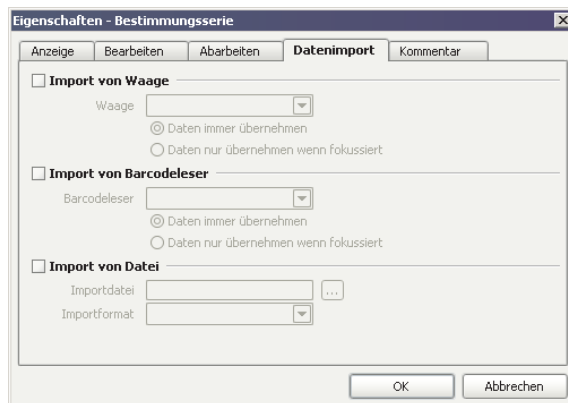 Eigenschaften - Bestimmungsserie
Anzeige Bearbeiten Abarbeiten Datenimport Kommentar
Import von Waage
Waage
Daten immer übernehmen
Daten nur übernehmen wenn fokussiert
Import von Barcodeleser
Barcodeleser
Daten immer übernehmen
Daten nur übernehmen wenn fokussiert
Import von Datei
Importdatei ...
Importformat
OK Abbrechen